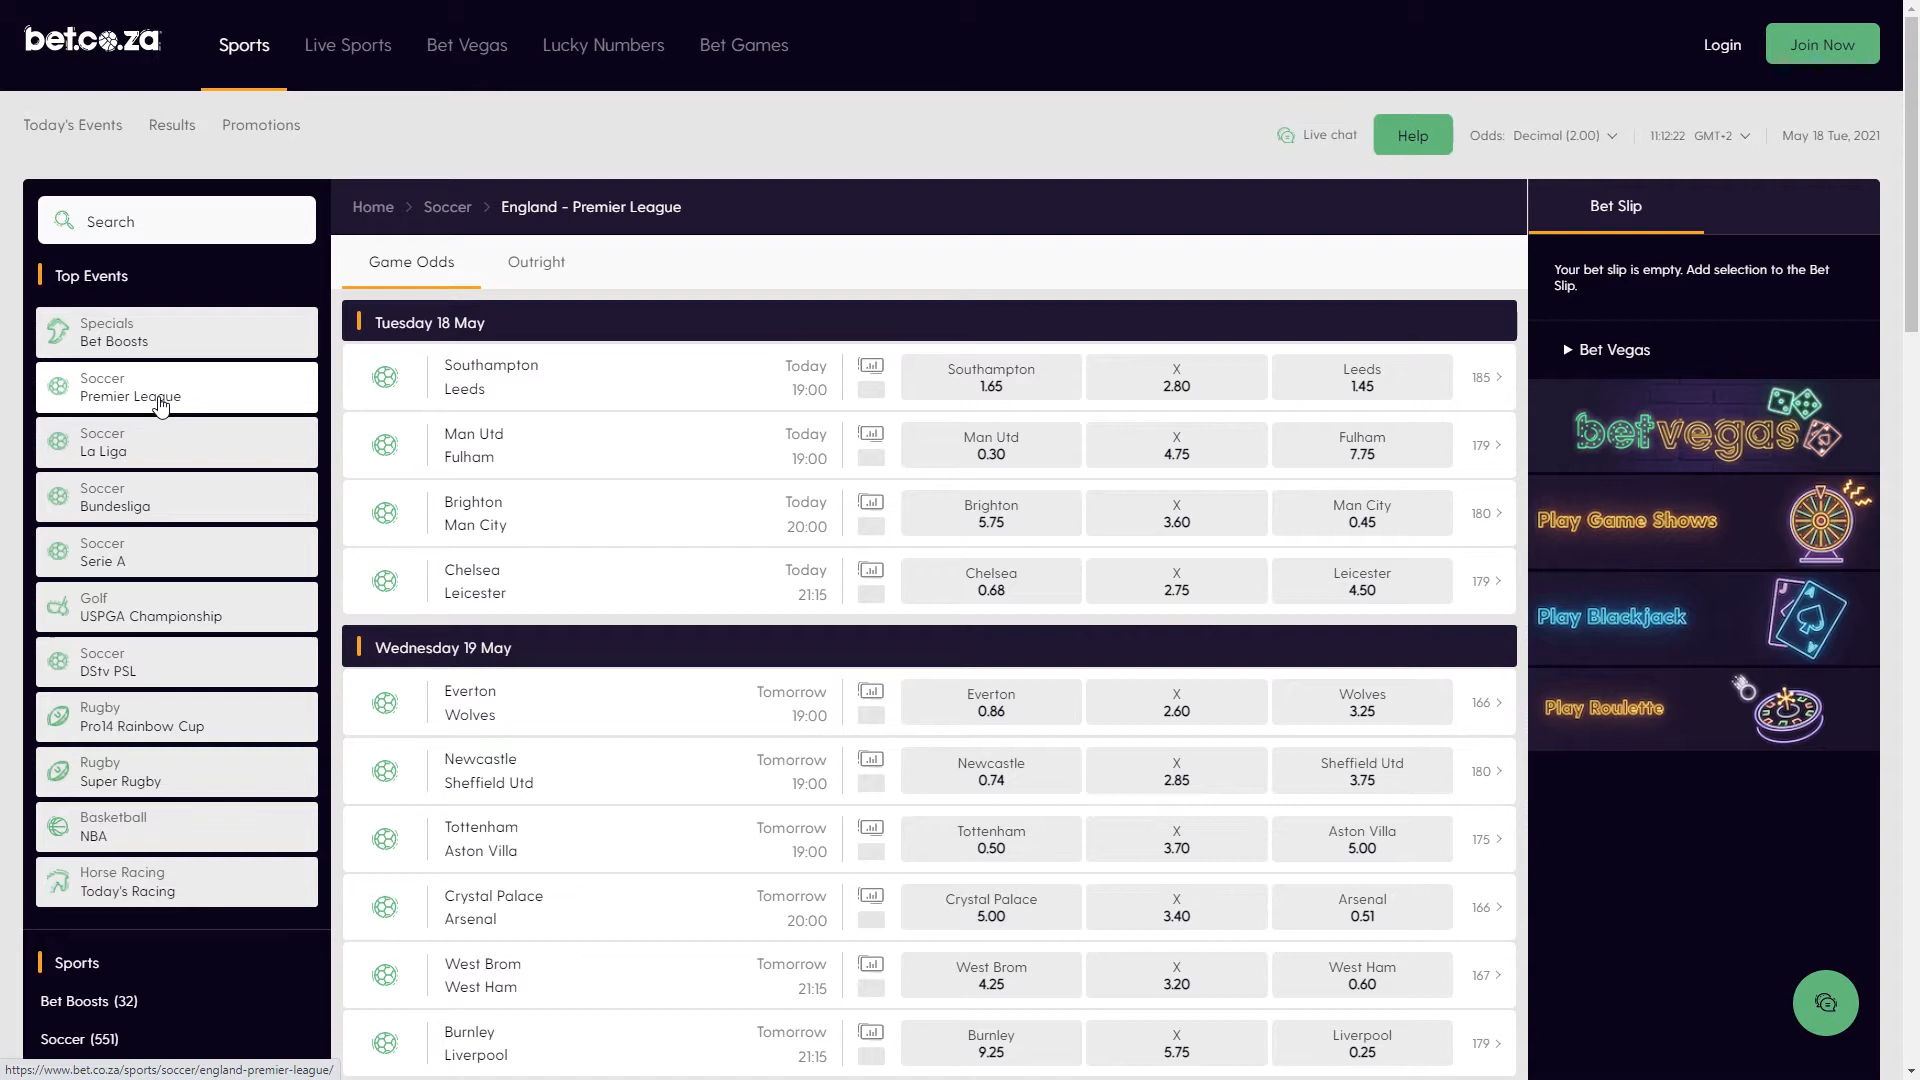 bet.co.za
Sports
Live Sports
Bet Vegas
Lucky Numbers
Bet Games
Login
Join Now
Today's Events
Results
Promotions
Live chat
Help
Odds: Decimal (2.00)
11:12:22 GMT+2
May 18 Tue, 2021
Search
Top Events
Specials
Bet Boosts
Soccer
Premier League
Soccer
La Liga
Soccer
Bundesliga
Soccer
Serie A
Golf
USPGA Championship
Soccer
DStv PSL
Rugby
Pro14 Rainbow Cup
Rugby
Super Rugby
Basketball
NBA
Horse Racing
Today's Racing
Sports
Bet Boosts (32)
Soccer (551)
https://www.bet.co.za/sports/soccer/england-premier-league/
Home > Soccer > England - Premier League
Game Odds
Outright
Tuesday 18 May
Southampton
Leeds
Today
19:00
Southampton
1.65
X
2.80
Leeds
1.45
185 >
Man Utd
Fulham
Today
19:00
Man Utd
0.30
X
4.75
Fulham
7.75
179 >
Brighton
Man City
Today
20:00
Brighton
5.75
X
3.60
Man City
0.45
180 >
Chelsea
Leicester
Today
21:15
Chelsea
0.68
X
2.75
Leicester
4.50
179 >
Wednesday 19 May
Everton
Wolves
Tomorrow
19:00
Everton
0.86
X
2.60
Wolves
3.25
166 >
Newcastle
Sheffield Utd
Tomorrow
19:00
Newcastle
0.74
X
2.85
Sheffield Utd
3.75
180 >
Tottenham
Aston Villa
Tomorrow
19:00
Tottenham
0.50
X
3.70
Aston Villa
5.00
175 >
Crystal Palace
Arsenal
Tomorrow
20:00
Crystal Palace
5.00
X
3.40
Arsenal
0.51
166 >
West Brom
West Ham
Tomorrow
21:15
West Brom
4.25
X
3.20
West Ham
0.60
167 >
Burnley
Liverpool
Tomorrow
21:15
Burnley
9.25
X
5.75
Liverpool
0.25
179 >
Bet Slip
Your bet slip is empty. Add selection to the Bet
Slip.
Bet Vegas
betvegas
Play Game Shows
Play Blackjack
J
A
A
Play Roulette